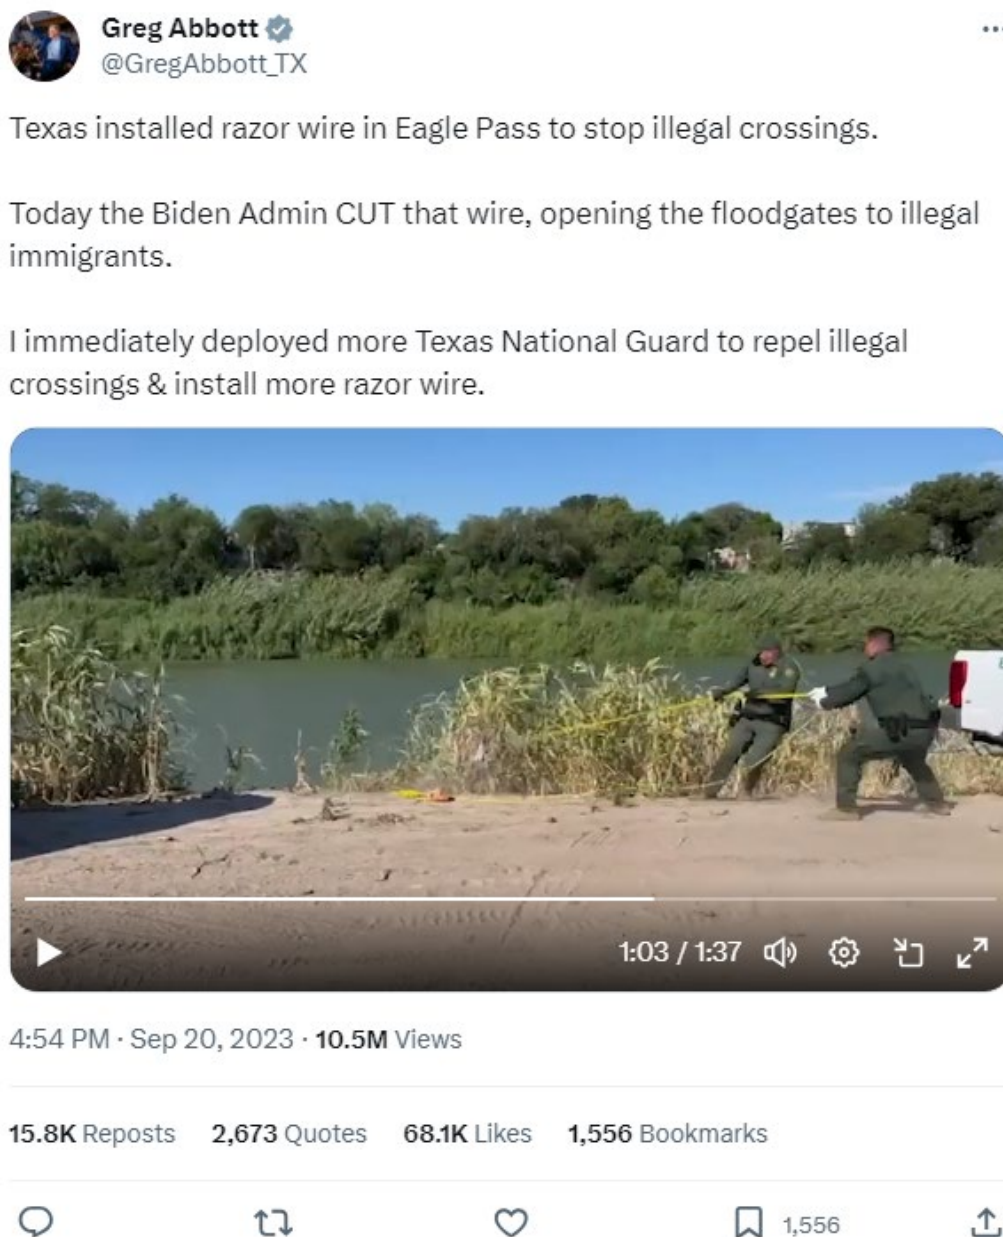 Greg Abbott
@GregAbbott_TX
Texas installed razor wire in Eagle Pass to stop illegal crossings.
Today the Biden Admin CUT that wire, opening the floodgates to illegal
immigrants.
I immediately deployed more Texas National Guard to repel illegal
crossings & install more razor wire.
1:03 / 1:37
4:54 PM · Sep 20, 2023 · 10.5M Views
15.8K Reposts 2,673 Quotes 68.1K Likes 1,556 Bookmarks
1,556